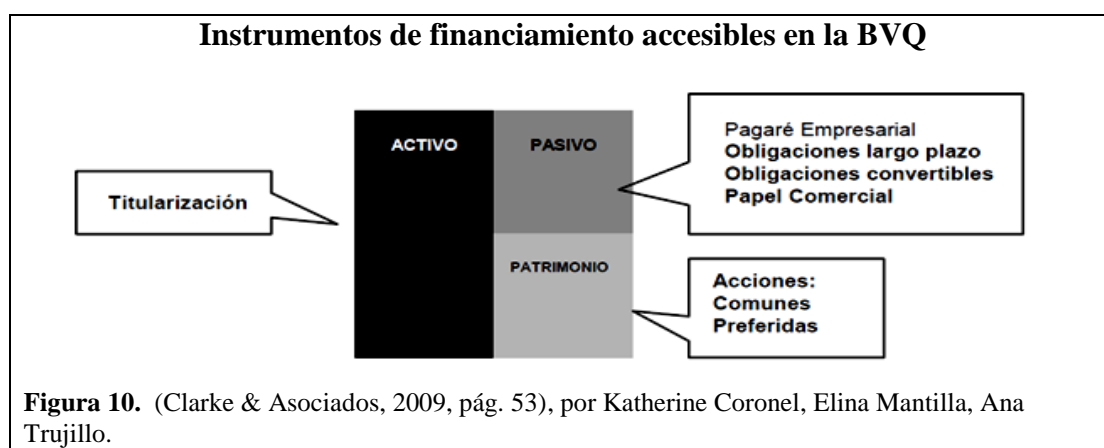 Instrumentos de financiamiento accesibles en la BVQ
ACTIVO
PASIVO
Pagaré Empresarial
Obligaciones largo plazo
Obligaciones convertibles
Papel Comercial
Titularización
PATRIMONIO
Acciones:
Comunes
Preferidas
Figura 10. (Clarke & Asociados, 2009, pág. 53), por Katherine Coronel, Elina Mantilla, Ana
Trujillo.